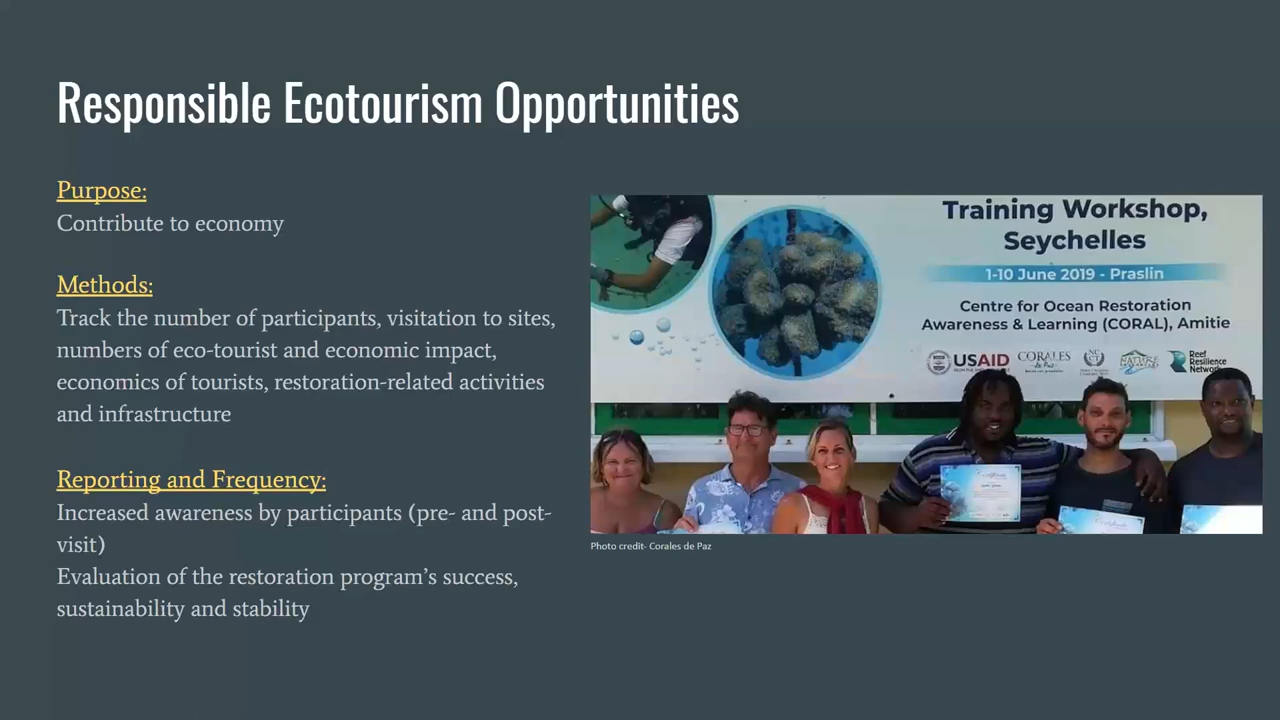 Responsible Ecotourism Opportunities
Purpose:
Contribute to economy
Methods:
Track the number of participants, visitation to sites,
numbers of eco-tourist and economic impact,
economics of tourists, restoration-related activities
and infrastructure
Reporting and Frequency:
Increased awareness by participants (pre- and post-
visit)
Evaluation of the restoration program’s success,
sustainability and stability
Training Workshop,
Seychelles
1-10 June 2019 - Praslin
Centre for Ocean Restoration
Awareness & Learning (CORAL), Amitie
USAID
CORALES
de Paz
Reef
Resilience
Network
Certificate
Photo credit- Corales de Paz